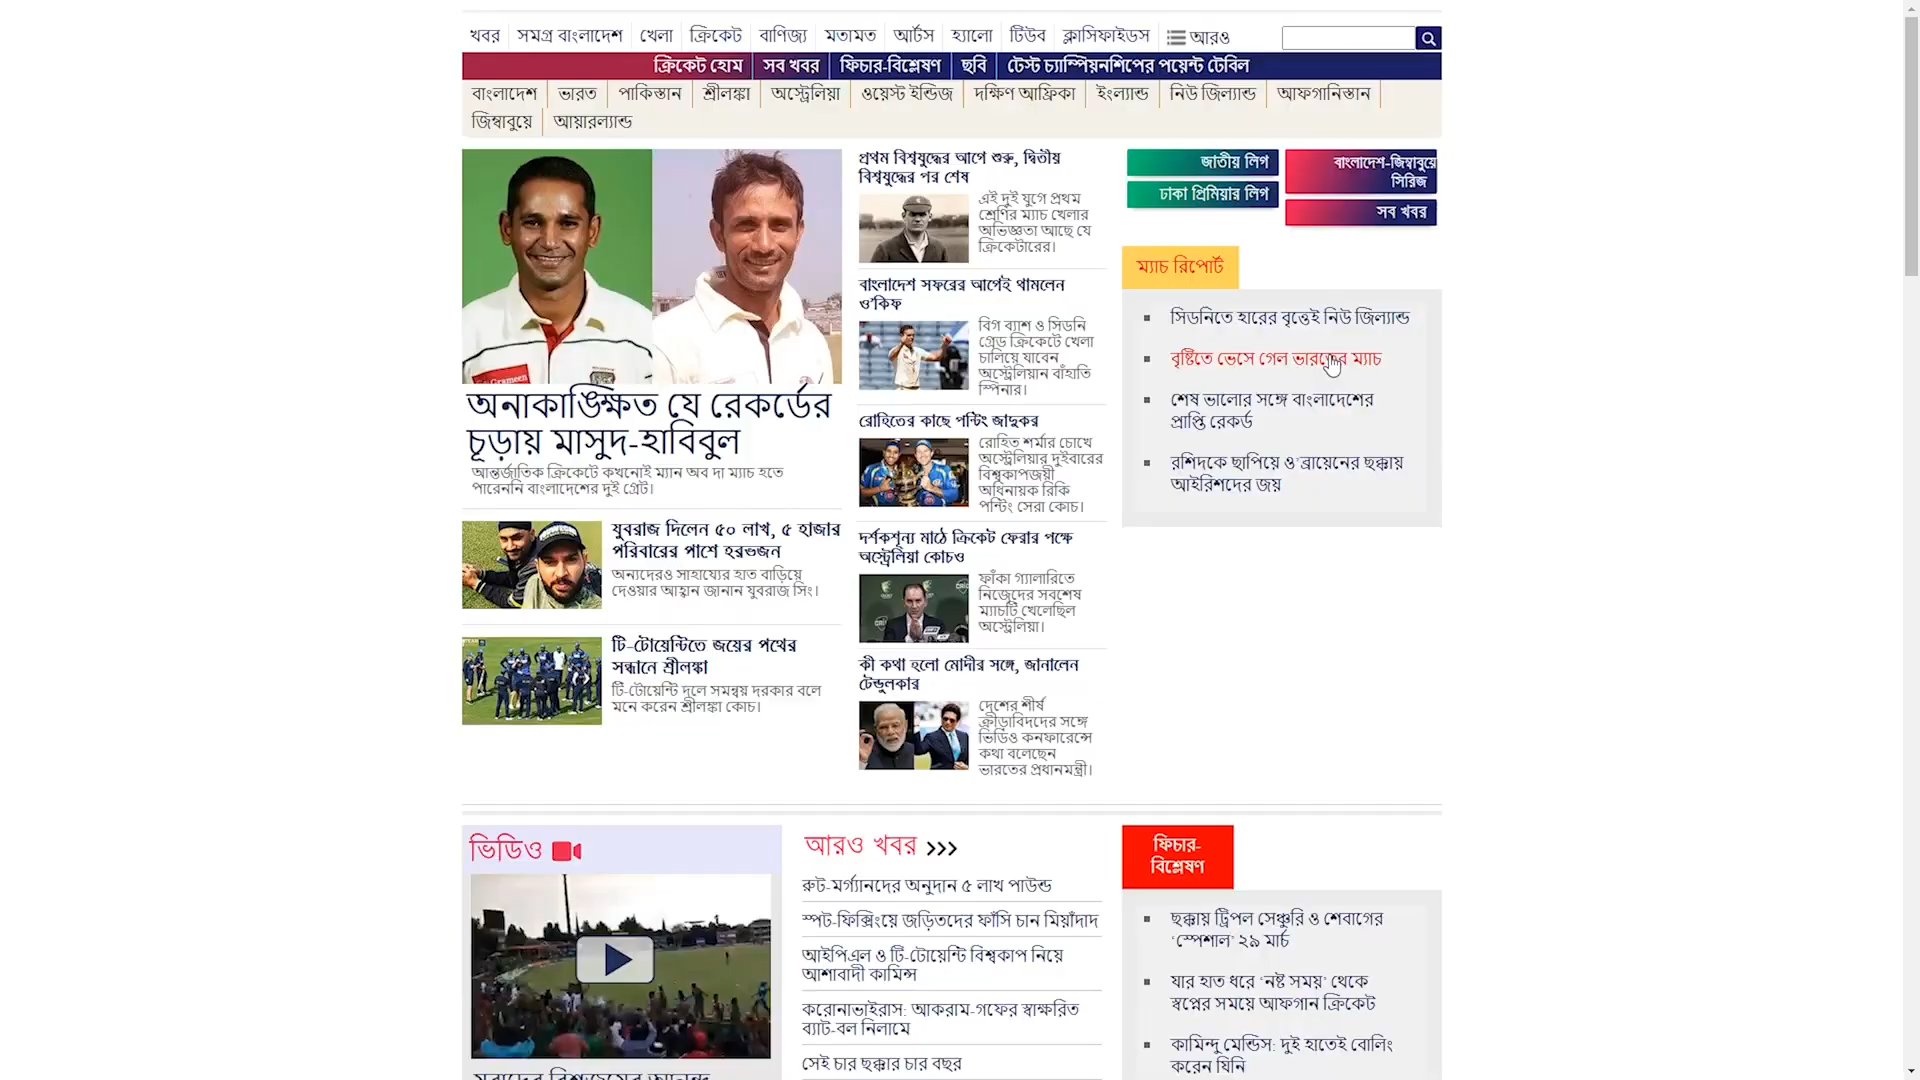 খবর সমগ্র বাংলাদেশ খেলা ক্রিকেট বাণিজ্য মতামত আর্টস হ্যালো টিউব ক্লাসিফাইডস আরও
ক্রিকেট হোম সব খবর ফিচার-বিশ্লেষণ ছবি টেস্ট চ্যাম্পিয়নশিপের পয়েন্ট টেবিল
বাংলাদেশ ভারত পাকিস্তান শ্রীলঙ্কা অস্ট্রেলিয়া ওয়েস্ট ইন্ডিজ দক্ষিণ আফ্রিকা ইংল্যান্ড নিউ জিল্যান্ড আফগানিস্তান
জিম্বাবুয়ে আয়ারল্যান্ড
অনাকাঙ্ক্ষিত যে রেকর্ডের
চূড়ায় মাসুদ-হাবিবুল
আন্তর্জাতিক ক্রিকেটে কখনোই ম্যান অব দা ম্যাচ হতে
পারেননি বাংলাদেশের দুই গ্রেট।
যুবরাজ দিলেন ৫০ লাখ, ৫ হাজার
পরিবারের পাশে হরভজন
অন্যদেরও সাহায্যের হাত বাড়িয়ে
দেওয়ার আহ্বান জানান যুবরাজ সিং।
টি-টোয়েন্টিতে জয়ের পথের
সন্ধানে শ্রীলঙ্কা
টি-টোয়েন্টি দলে সমন্বয় দরকার বলে
মনে করেন শ্রীলঙ্কা কোচ।
প্রথম বিশ্বযুদ্ধের আগে শুরু, দ্বিতীয়
বিশ্বযুদ্ধের পর শেষ
এই দুই যুগে প্রথম
শ্রেণির ম্যাচ খেলার
অভিজ্ঞতা আছে যে
ক্রিকেটারের।
বাংলাদেশ সফরের আগেই থামলেন
ও’কিফ
বিগ ব্যাশ ও সিডনি
গ্রেড ক্রিকেটে খেলা
চালিয়ে যাবেন
অস্ট্রেলিয়ান বাঁহাতি
স্পিনার।
রোহিতের কাছে পন্টিং জাদুকর
রোহিত শর্মার চোখে
অস্ট্রেলিয়ার দুইবারের
বিশ্বকাপজয়ী
অধিনায়ক রিকি
পন্টিং সেরা কোচ।
দর্শকশূন্য মাঠে ক্রিকেট ফেরার পক্ষে
অস্ট্রেলিয়া কোচও
ফাঁকা গ্যালারিতে
নিজেদের সবশেষ
ম্যাচটি খেলেছিল
অস্ট্রেলিয়া।
কী কথা হলো মোদীর সঙ্গে, জানালেন
টেন্ডুলকার
দেশের শীর্ষ
ক্রীড়াবিদদের সঙ্গে
ভিডিও কনফারেন্সে
কথা বলেছেন
ভারতের প্রধানমন্ত্রী।
জাতীয় লিগ
ঢাকা প্রিমিয়ার লিগ
বাংলাদেশ-জিম্বাবুয়ে
সিরিজ
সব খবর
ম্যাচ রিপোর্ট
সিডনিতে হারের বৃত্তেই নিউ জিল্যান্ড
বৃষ্টিতে ভেসে গেল ভারতের ম্যাচ
শেষ ভালোর সঙ্গে বাংলাদেশের
প্রাপ্তি রেকর্ড
রশিদকে ছাপিয়ে ও'ব্রায়েনের ছক্কায়
আইরিশদের জয়
ভিডিও
আরও খবর >>>
রুট-মর্গ্যানদের অনুদান ৫ লাখ পাউন্ড
স্পট-ফিক্সিংয়ে জড়িতদের ফাঁসি চান মিয়াঁদাদ
আইপিএল ও টি-টোয়েন্টি বিশ্বকাপ নিয়ে
আশাবাদী কামিন্স
করোনাভাইরাস: আকরাম-গফের স্বাক্ষরিত
ব্যাট-বল নিলামে
সেই চার ছক্কার চার বছর
ফিচার-
বিশ্লেষণ
ছক্কায় ট্রিপল সেঞ্চুরি ও শেবাগের
'স্পেশাল' ২৯ মার্চ
যার হাত ধরে ‘নষ্ট সময়’ থেকে
স্বপ্নের সময়ে আফগান ক্রিকেট
কামিন্দু মেন্ডিস: দুই হাতেই বোলিং
করেন যিনি